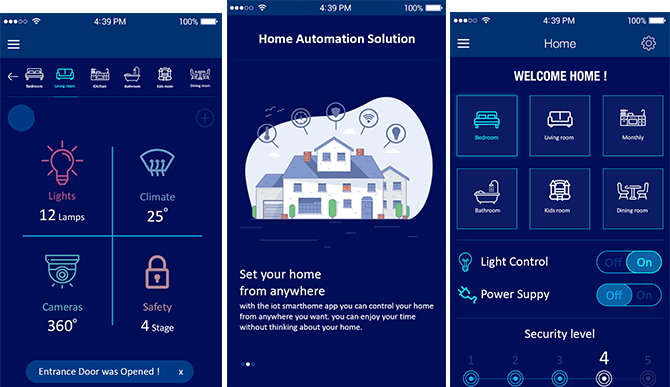 4:39 PM 100%
Bedroom Living room Kitchen Bathroom Kids room Dining room
Lights
12 Lamps
Climate
25°
Cameras
360°
Safety
4 Stage
Entrance Door was Opened ! x
4:39 PM 100%
Home Automation Solution
Set your home
from anywhere
with the iot smarthome app you can control your home
from anywhere you want. you can enjoy your time
without thinking about your home.
4:39 PM 100%
Home
WELCOME HOME !
Bedroom Living room Monthly
Bathroom Kids room Dining room
Light Control Off On
Power Suppy Off On
Security level
1 2 3 4 5